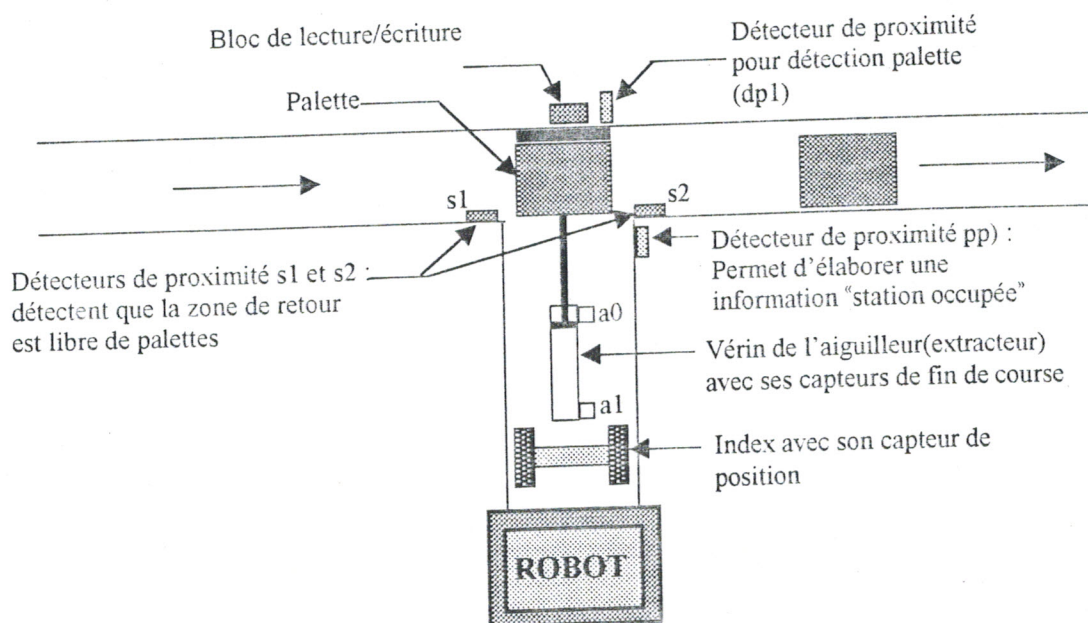 Bloc de lecture/écriture
Détecteur de proximité
pour détection palette
(dp1)
Palette
s1
s2
Détecteurs de proximité s1 et s2 :
détectent que la zone de retour
est libre de palettes
Détecteur de proximité pp) :
Permet d'élaborer une
information "station occupée"
a0
Vérin de l'aiguilleur(extracteur)
avec ses capteurs de fin de course
a1
Index avec son capteur de
position
ROBOT